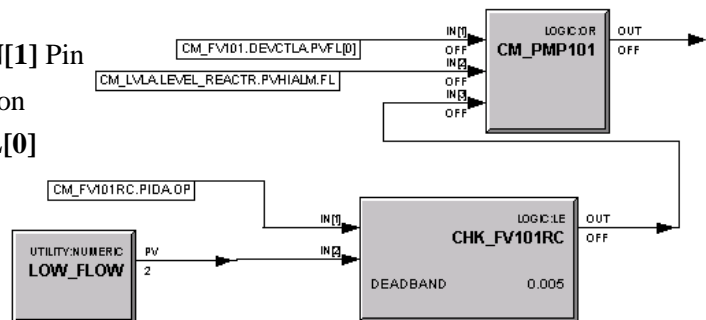 [1] Pin
on
[0]
CM_FV101.DEVCTLA.PVFL[0]
CM_LVLA.LEVEL_REACTR.PVHIALM.FL
IN[1]
OFF
IN[2]
OFF
IN[3]
OFF
LOGIC:OR
CM_PMP101
OUT
OFF
CM_FV101RC.PIDA.OP
UTILITY:NUMERIC
LOW_FLOW
PV
2
IN[1]
IN[2]
LOGIC:LE
CHK_FV101RC
DEADBAND 0.005
OUT
OFF